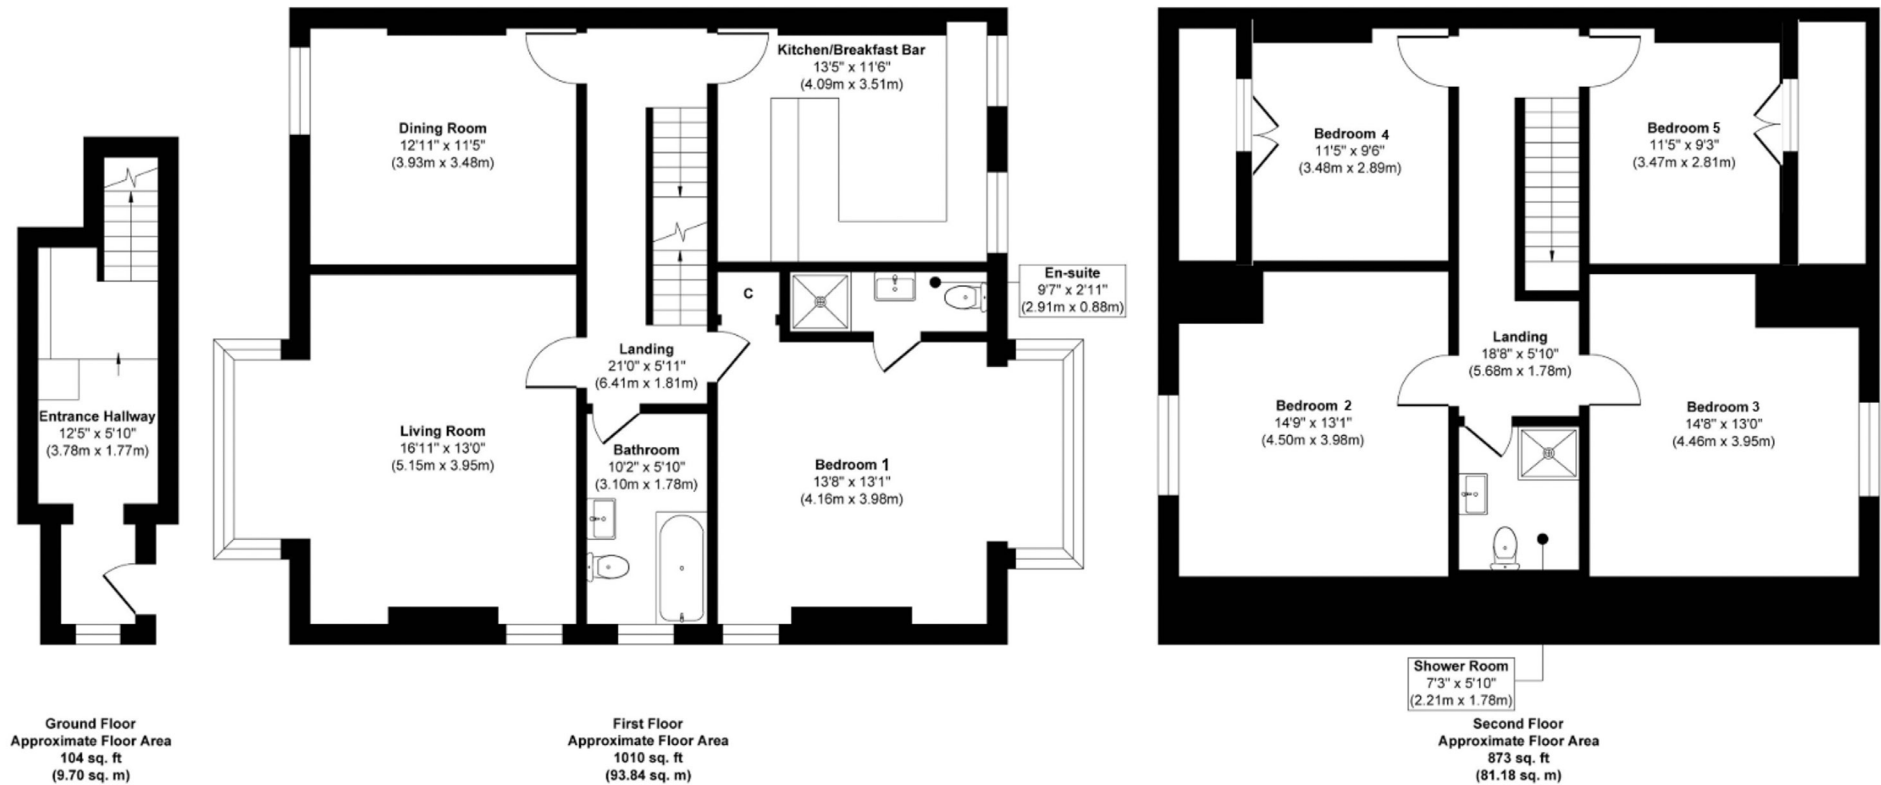 Entrance Hallway
12'5" x 5'10"
(3.78m x 1.77m)
Ground Floor
Approximate Floor Area
104 sq. ft
(9.70 sq. m)
Dining Room
12'11" x 11'5"
(3.93m x 3.48m)
Kitchen/Breakfast Bar
13'5" x 11'6"
(4.09m x 3.51m)
C
En-suite
9'7" x 2'11"
(2.91m x 0.88m)
Landing
21'0" x 5'11"
(6.41m x 1.81m)
Living Room
16'11" x 13'0"
(5.15m x 3.95m)
Bathroom
10'2" x 5'10"
(3.10m x 1.78m)
Bedroom 1
13'8" x 13'1"
(4.16m x 3.98m)
First Floor
Approximate Floor Area
1010 sq. ft
(93.84 sq. m)
Bedroom 4
11'5" x 9'6"
(3.48m x 2.89m)
Bedroom 5
11'5" x 9'3"
(3.47m x 2.81m)
Landing
18'8" x 5'10"
(5.68m x 1.78m)
Bedroom 2
14'9" x 13'1"
(4.50m x 3.98m)
Bedroom 3
14'8" x 13'0"
(4.46m x 3.95m)
Shower Room
7'3" x 5'10"
(2.21m x 1.78m)
Second Floor
Approximate Floor Area
873 sq. ft
(81.18 sq. m)